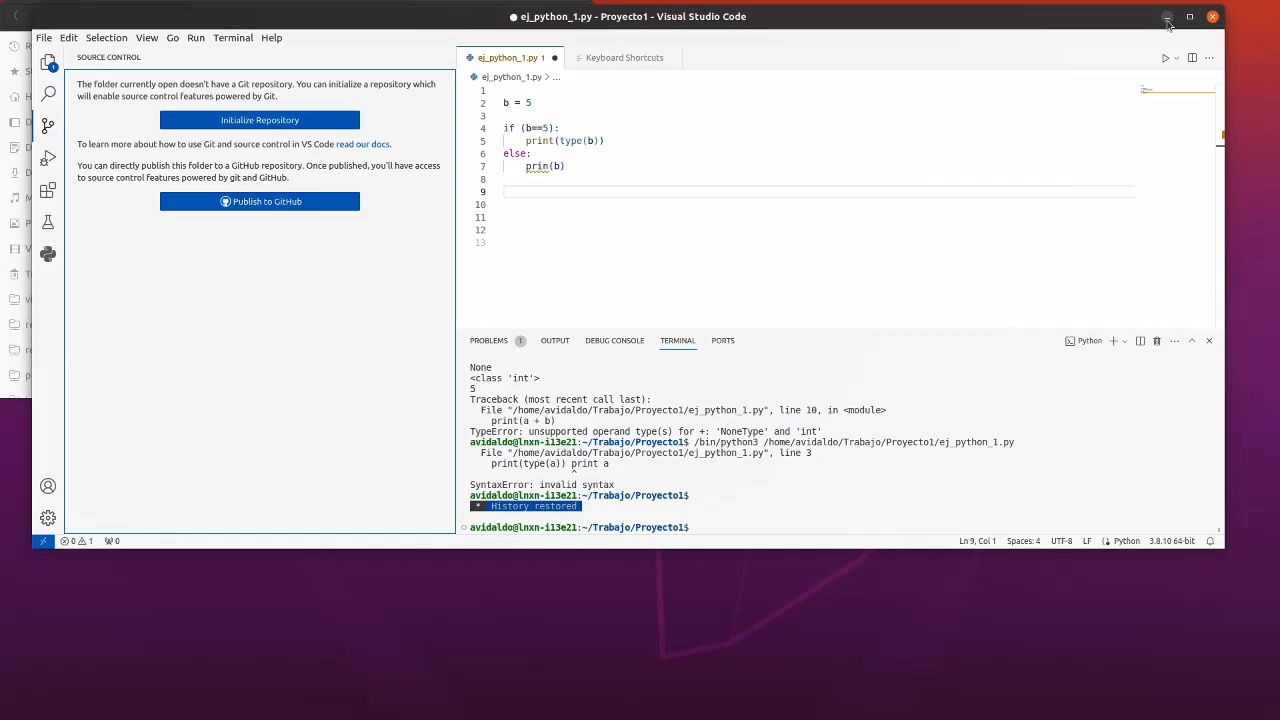 ej_python_1.py - Proyecto1 - Visual Studio Code
File Edit Selection View Go Run Terminal Help
SOURCE CONTROL
The folder currently open doesn't have a Git repository. You can initialize a repository which
will enable source control features powered by Git.
Initialize Repository
To learn more about how to use Git and source control in VS Code read our docs.
You can directly publish this folder to a GitHub repository. Once published, you'll have access
to source control features powered by git and GitHub.
Publish to GitHub
1
ej_python_1.py 1
Keyboard Shortcuts
ej_python_1.py > ...
1
2 b = 5
3
4 if (b==5):
5 print(type(b))
6 else:
7 prin(b)
8
9
10
11
12
13
PROBLEMS 1 OUTPUT DEBUG CONSOLE TERMINAL PORTS
Python
None
<class 'int'>
5
Traceback (most recent call last):
File "/home/avidaldo/Trabajo/Proyecto1/ej_python_1.py", line 10, in <module>
print(a + b)
TypeError: unsupported operand type(s) for +: 'NoneType' and 'int'
avidaldo@lnxn-i13e21:~/Trabajo/Proyecto1$ /bin/python3 /home/avidaldo/Trabajo/Proyecto1/ej_python_1.py
File "/home/avidaldo/Trabajo/Proyecto1/ej_python_1.py", line 3
print(type(a)) print a
^
SyntaxError: invalid syntax
avidaldo@lnxn-i13e21:~/Trabajo/Proyecto1$
* History restored
avidaldo@lnxn-i13e21:~/Trabajo/Proyecto1$
0 1 0
Ln 9, Col 1 Spaces: 4 UTF-8 LF Python 3.8.10 64-bit